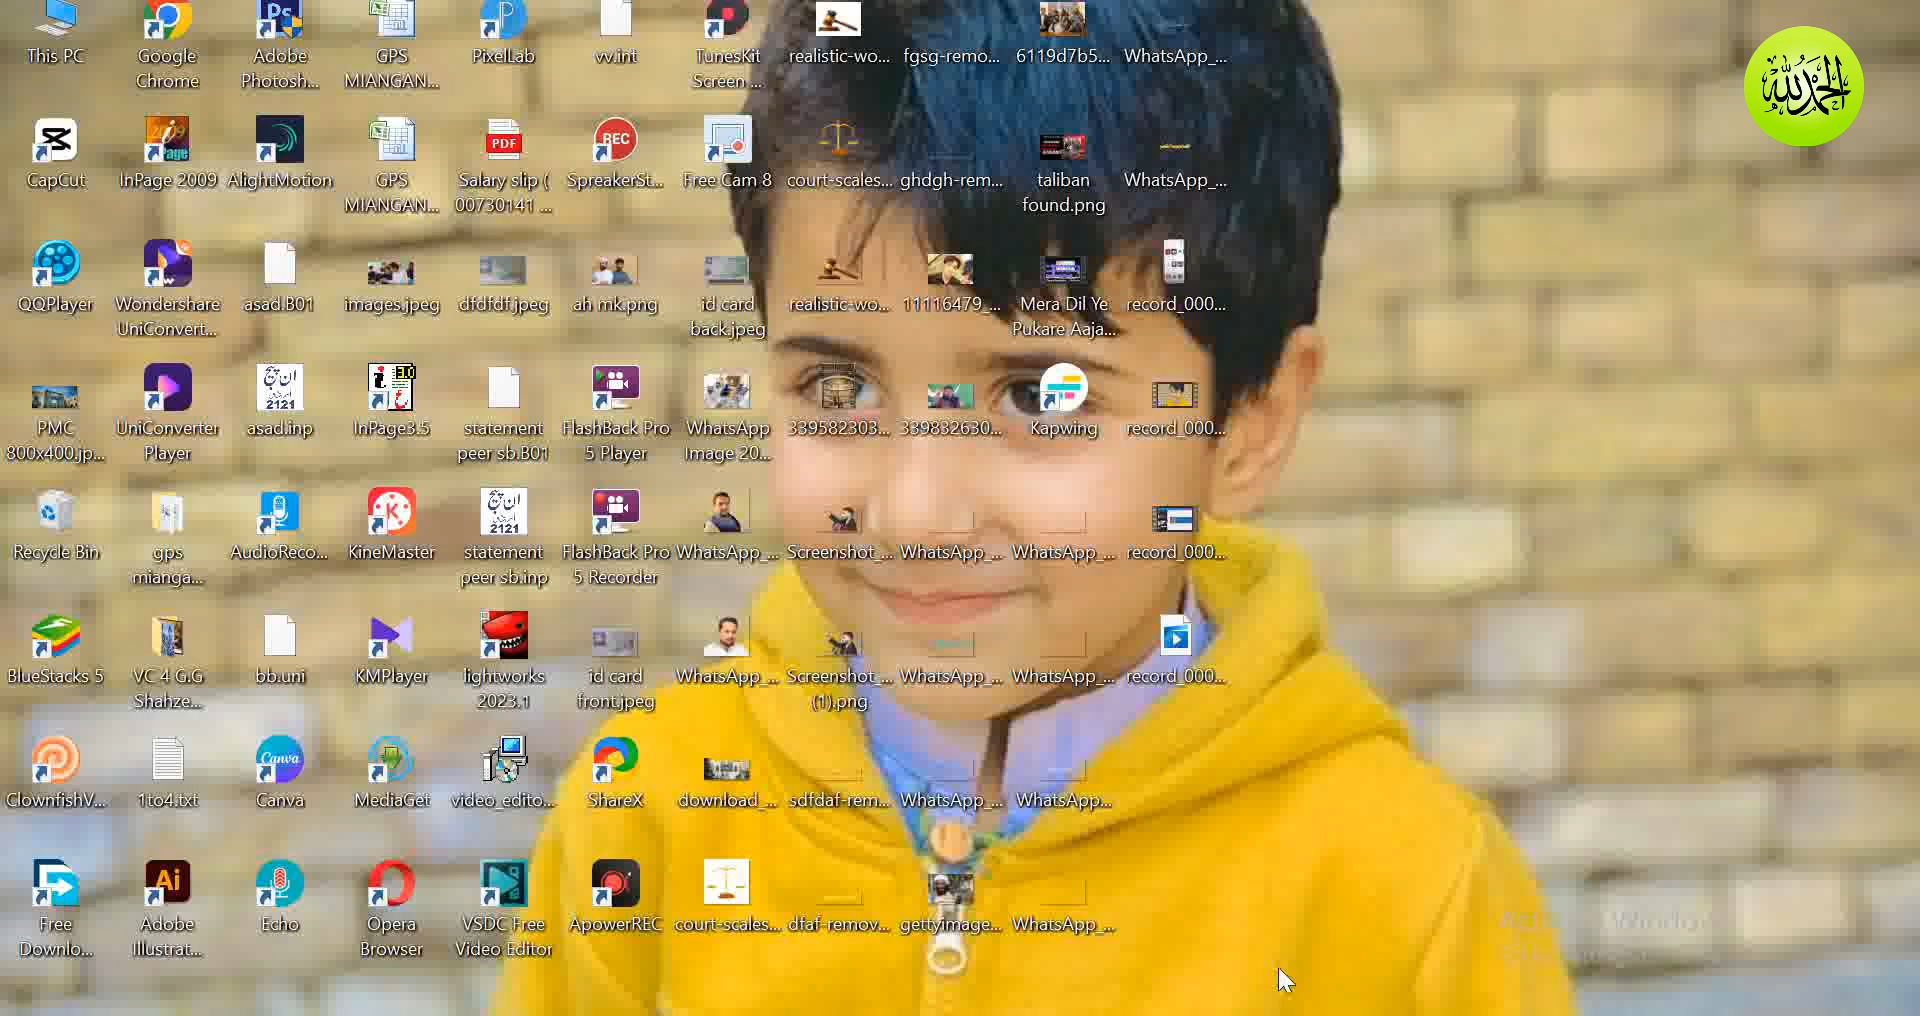 This PC
Google
Chrome
Adobe
Photosh...
GPS
MIANGAN...
PixelLab
vv.int
TunesKit
Screen ...
realistic-wo...
fgsg-remo...
6119d7b5...
WhatsApp_...
الحمدللہ
CapCut
InPage 2009
AlightMotion
GPS
MIANGAN...
Salary slip (
00730141 ...
SpreakerSt...
Free Cam 8
court-scales...
ghdgh-rem...
taliban
found.png
WhatsApp_...
QQPlayer
Wondershare
UniConvert...
asad.B01
images.jpeg
dfdfdf.jpeg
ah mk.png
id card
back.jpeg
realistic-wo...
11116479_...
Mera Dil Ye
Pukare Aaja...
record_000...
PMC
800x400.jp...
UniConverter
Player
asad.inp
InPage3.5
statement
peer sb.B01
FlashBack Pro
5 Player
WhatsApp
Image 20...
339582303...
339832630...
Kapwing
record_000...
Recycle Bin
gps
mianga...
AudioReco...
KineMaster
statement
peer sb.inp
FlashBack Pro
5 Recorder
WhatsApp_...
Screenshot_...
WhatsApp_...
WhatsApp_...
record_000...
BlueStacks 5
VC 4 G.G
Shahze...
bb.uni
KMPlayer
lightworks
2023.1
id card
front.jpeg
WhatsApp_...
Screenshot_...
(1).png
WhatsApp_...
WhatsApp_...
record_000...
ClownfishV...
1to4.txt
Canva
MediaGet
video_edito...
ShareX
download_...
sdfdaf-rem...
WhatsApp_...
WhatsApp...
Free
Downlo...
Adobe
Illustrat...
Echo
Opera
Browser
VSDC Free
Video Editor
ApowerREC
court-scales...
dfaf-remov...
gettyimage...
WhatsApp_...